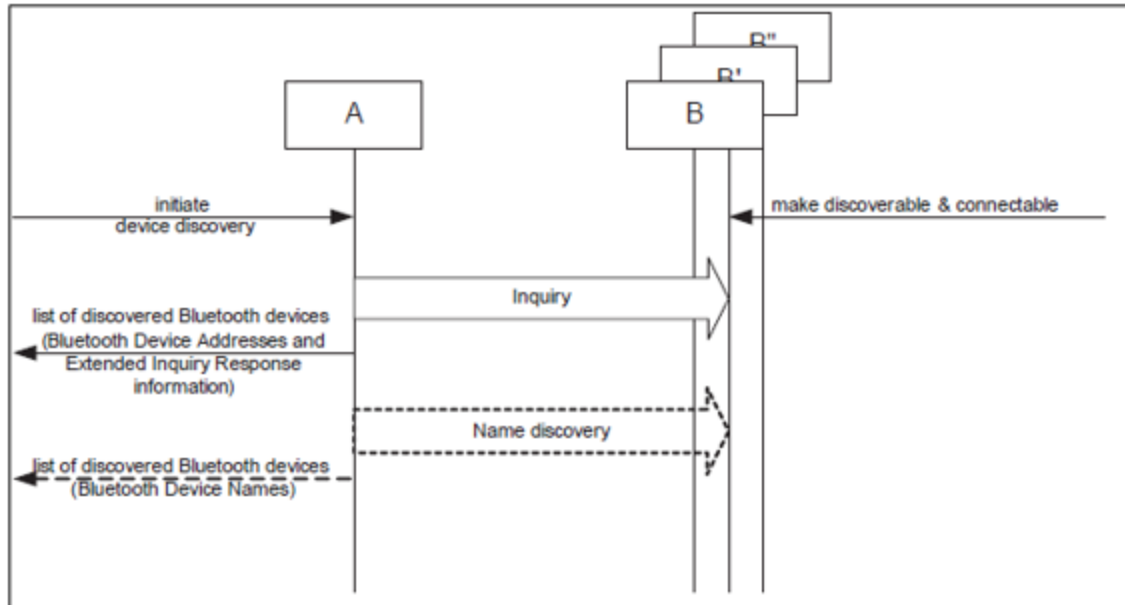 B"
B'
A
B
initiate
device discovery
make discoverable & connectable
Inquiry
list of discovered Bluetooth devices
(Bluetooth Device Addresses and
Extended Inquiry Response
information)
Name discovery
list of discovered Bluetooth devices
(Bluetooth Device Names)